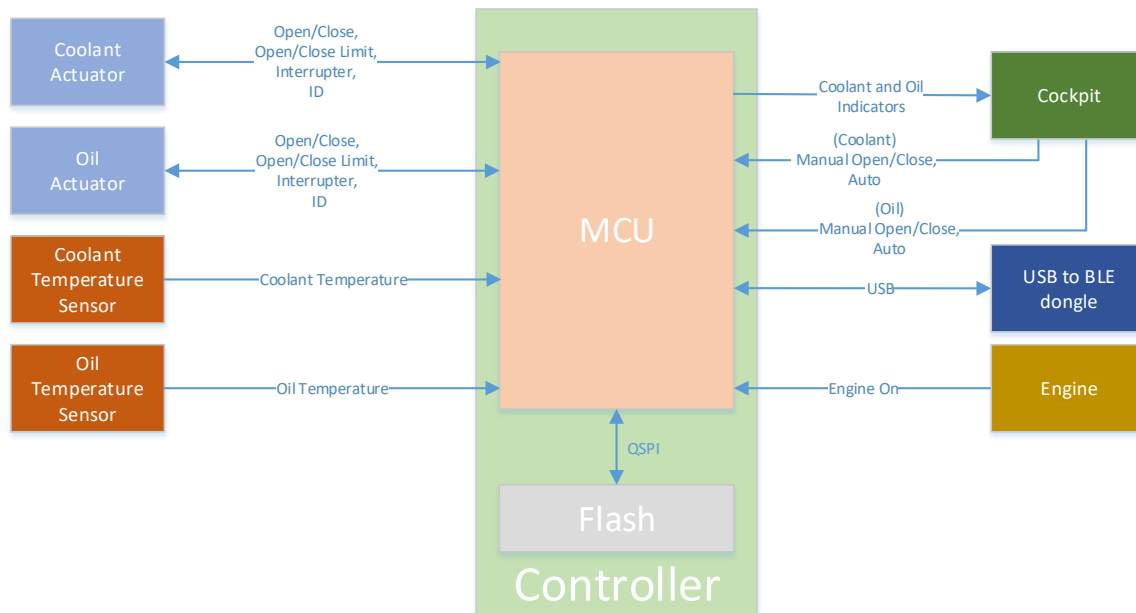 Coolant
Actuator
Open/Close,
Open/Close Limit,
Interrupter,
ID
Oil
Actuator
Open/Close,
Open/Close Limit,
Interrupter,
ID
Coolant
Temperature
Sensor
Coolant Temperature
Oil
Temperature
Sensor
Oil Temperature
MCU
QSPI
Flash
Controller
Coolant and Oil
Indicators
Cockpit
(Coolant)
Manual Open/Close,
Auto
(Oil)
Manual Open/Close,
Auto
USB
USB to BLE
dongle
Engine On
Engine